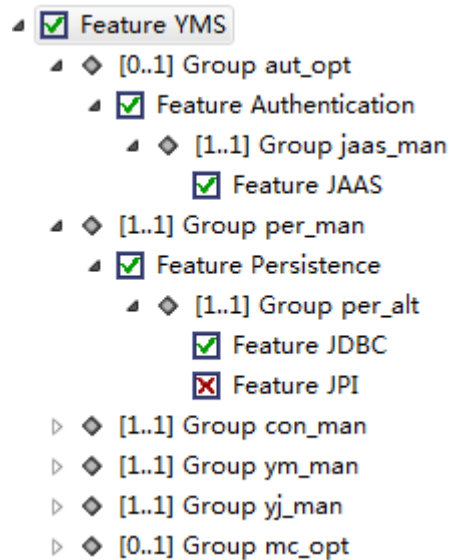 Feature YMS
[0..1] Group aut_opt
Feature Authentication
[1..1] Group jaas_man
Feature JAAS
[1..1] Group per_man
Feature Persistence
[1..1] Group per_alt
Feature JDBC
Feature JPI
[1..1] Group con_man
[1..1] Group ym_man
[1..1] Group yj_man
[0..1] Group mc_opt